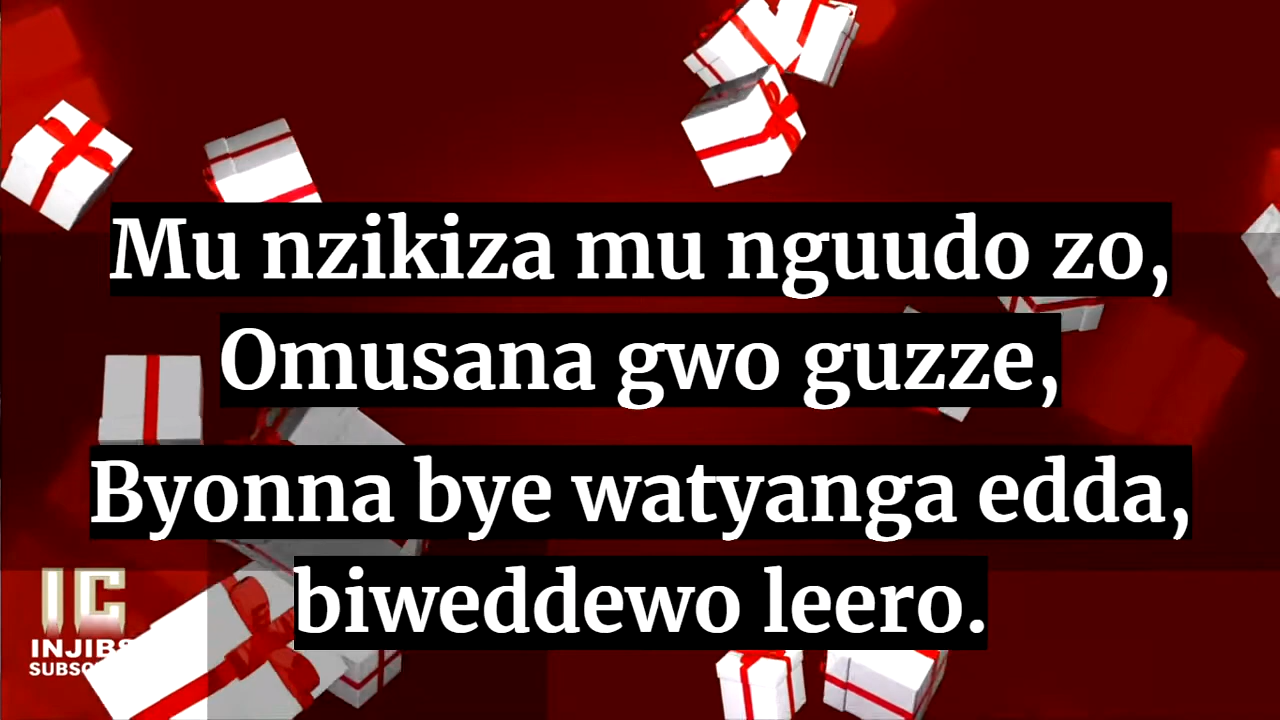 Mu nzikiza mu nguudo zo,
Omusana gwo guzze,
Byonna bye watyanga edda,
biweddewo leero.
IC